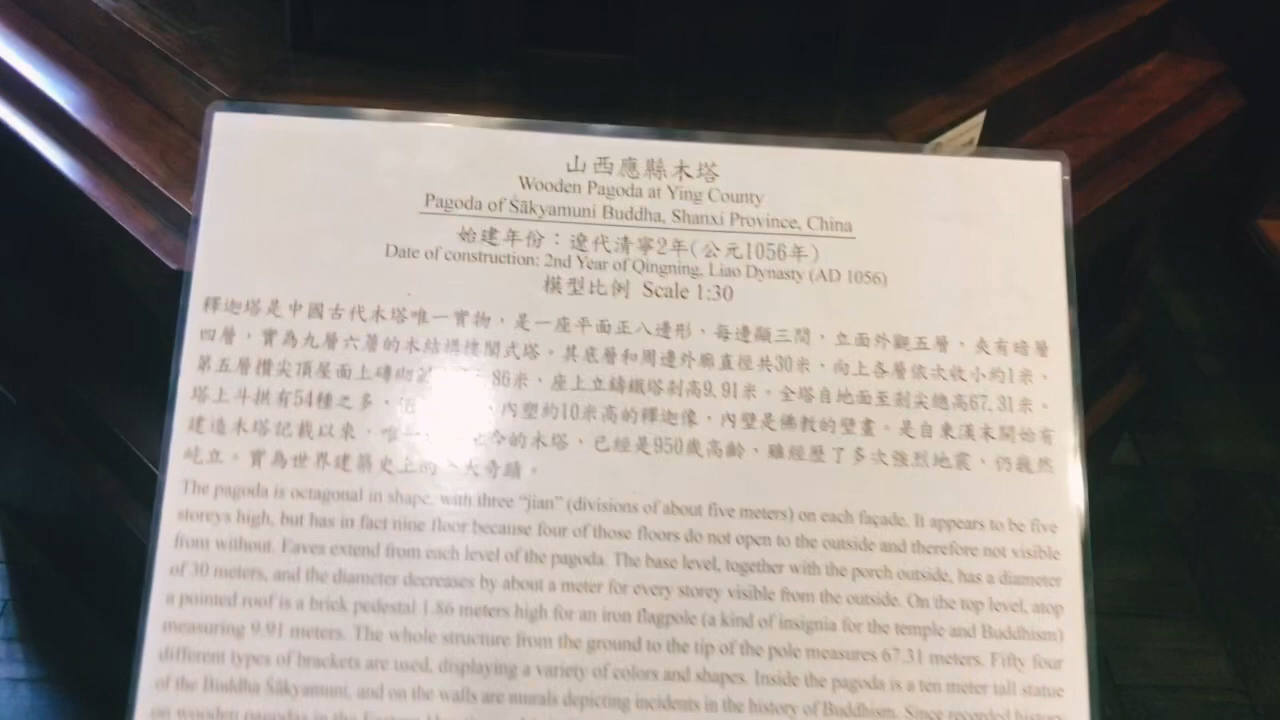 山西應縣木塔
Wooden Pagoda at Ying County
Pagoda of Śākyamuni Buddha, Shanxi Province, China
始建年份：遼代清寧2年(公元1056年)
Date of construction: 2nd Year of Qingning, Liao Dynasty (AD 1056)
模型比例 Scale 1:30
釋迦塔是中國古代木塔唯一實物，是一座平面正八邊形，每邊顯三間，立面外觀五層，夾有暗層
四層，實為九層六簷的木結構樓閣式塔。其底層和周邊外廊直徑共30米，向上各層依次收小約1米，
第五層攢尖頂屋面上磚砌 86米，座上立鑄鐵塔剎高9.91米。全塔自地面至剎尖總高67.31米。
塔上斗拱有54種之多， 內塑約10米高的釋迦像，內壁是佛教的壁畫。是自東漢末開始有
建造木塔記載以來，唯一 今的木塔，已經是950歲高齡，雖經歷了多次強烈地震，仍巍然
屹立。實為世界建築史上的 大奇蹟。
The pagoda is octagonal in shape, with three “jian” (divisions of about five meters) on each façade. It appears to be five
storeys high, but has in fact nine floor because four of those floors do not open to the outside and therefore not visible
from without. Eaves extend from each level of the pagoda. The base level, together with the porch outside, has a diameter
of 30 meters, and the diameter decreases by about a meter for every storey visible from the outside. On the top level, atop
a pointed roof is a brick pedestal 1.86 meters high for an iron flagpole (a kind of insignia for the temple and Buddhism)
measuring 9.91 meters. The whole structure from the ground to the tip of the pole measures 67.31 meters. Fifty four
different types of brackets are used, displaying a variety of colors and shapes. Inside the pagoda is a ten meter tall statue
of the Buddha Śākyamuni, and on the walls are murals depicting incidents in the history of Buddhism. Since recorded history
on wooden pagodas in the Eastern